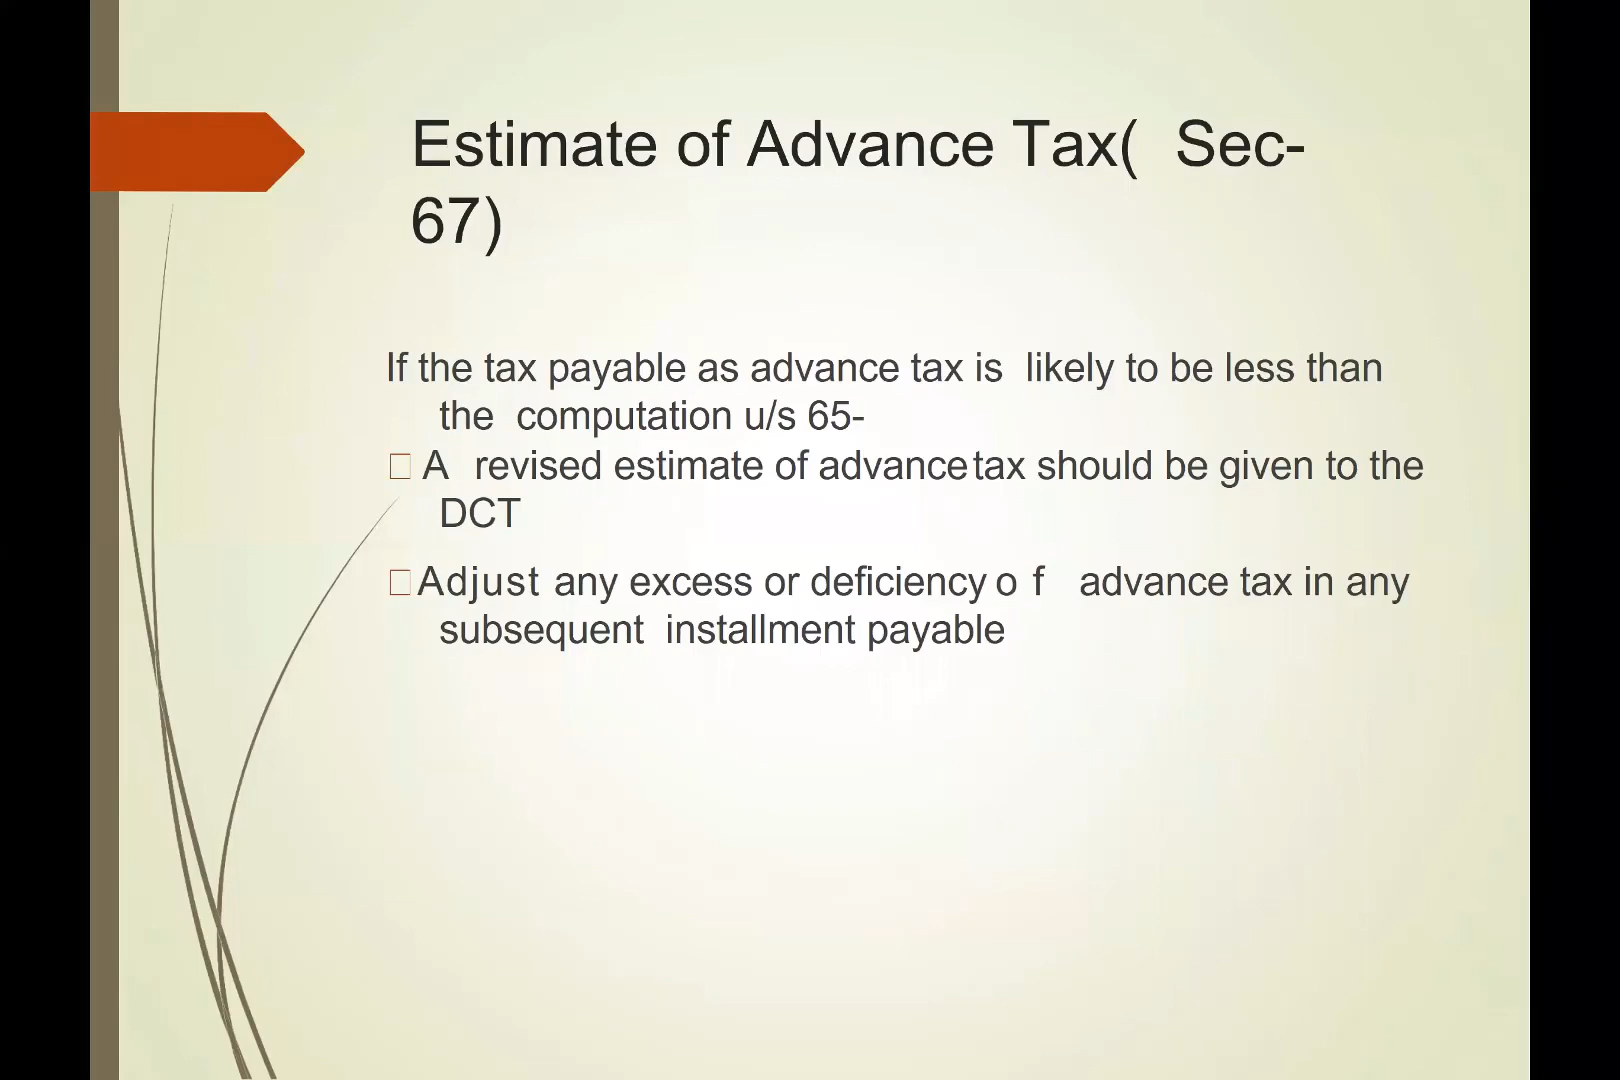 Estimate of Advance Tax( Sec-
67)
If the tax payable as advance tax is likely to be less than
the computation u/s 65-
□ A revised estimate of advance tax should be given to the
DCT
□Adjust any excess or deficiency o f advance tax in any
subsequent installment payable